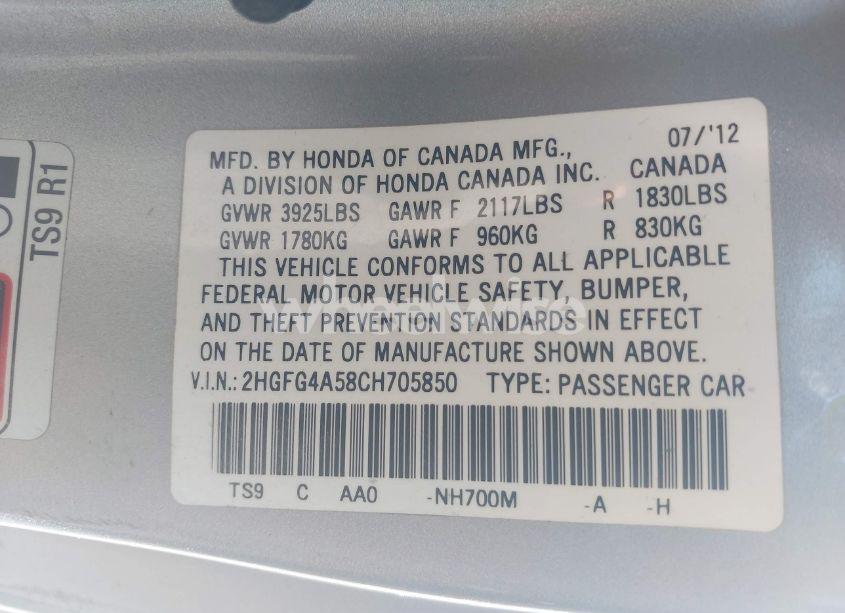 TS9 R1
07/'12
MFD. BY HONDA OF CANADA MFG.,
A DIVISION OF HONDA CANADA INC. CANADA
GVWR 3925LBS GAWR F 2117LBS R 1830LBS
GVWR 1780KG GAWR F 960KG R 830KG
THIS VEHICLE CONFORMS TO ALL APPLICABLE
FEDERAL MOTOR VEHICLE SAFETY, BUMPER,
wheelwire
AND THEFT PREVENTION STANDARDS IN EFFECT
ON THE DATE OF MANUFACTURE SHOWN ABOVE.
V.I.N.: 2HGFG4A58CH705850 TYPE: PASSENGER CAR
TS9 C AA0 -NH700M -A -H